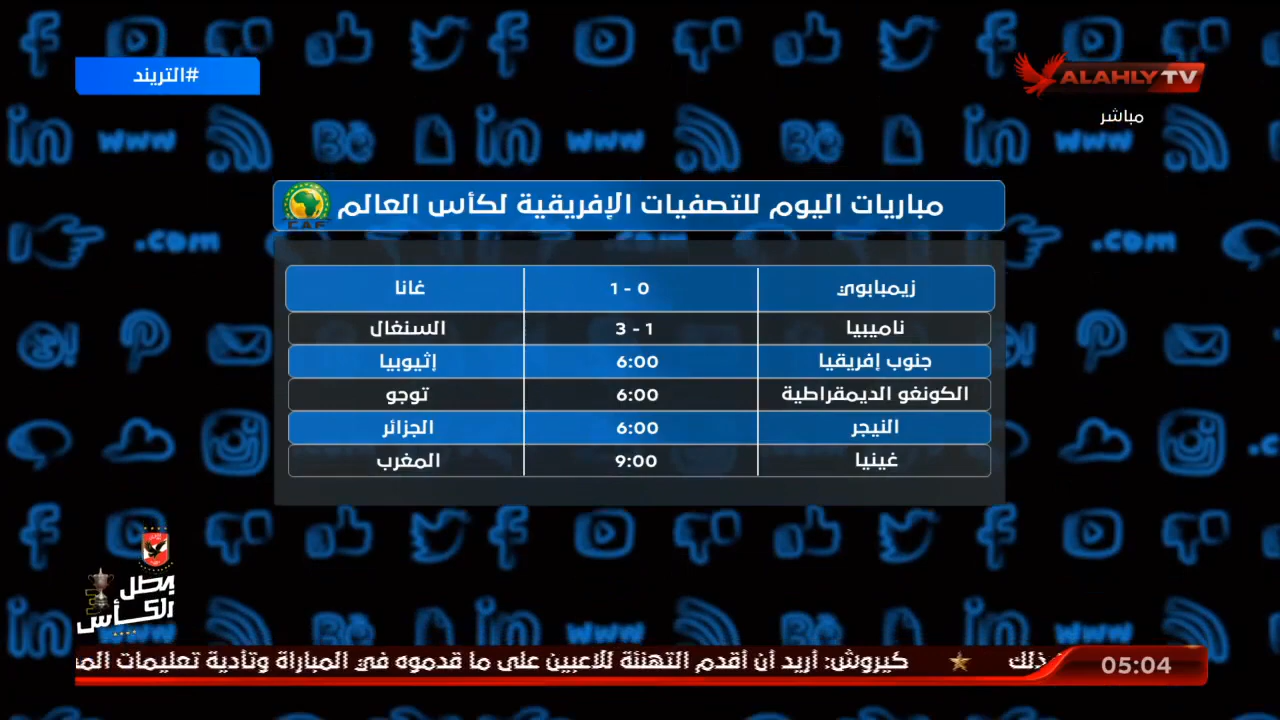 #التريند
ALAHLY TV
مباشر
مباريات اليوم للتصفيات الإفريقية لكأس العالم
CAF
زيمبابوي 0 - 1 غانا
ناميبيا 1 - 3 السنغال
جنوب إفريقيا 6:00 إثيوبيا
الكونغو الديمقراطية 6:00 توجو
النيجر 6:00 الجزائر
غينيا 9:00 المغرب
بطل
الكأس
ذلك ★ كيروش: أريد أن أقدم التهنئة للاعبين على ما قدموه في المباراة وتأدية تعليمات
05:04